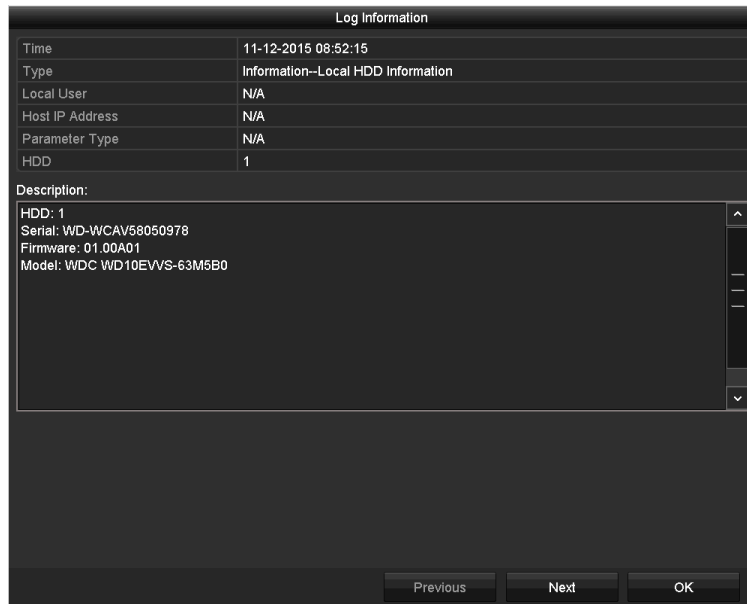 Log Information
Time 11-12-2015 08:52:15
Type Information--Local HDD Information
Local User N/A
Host IP Address N/A
Parameter Type N/A
HDD 1
Description:
HDD: 1
Serial: WD-WCAV58050978
Firmware: 01.00A01
Model: WDC WD10EVVS-63M5B0
Previous Next OK